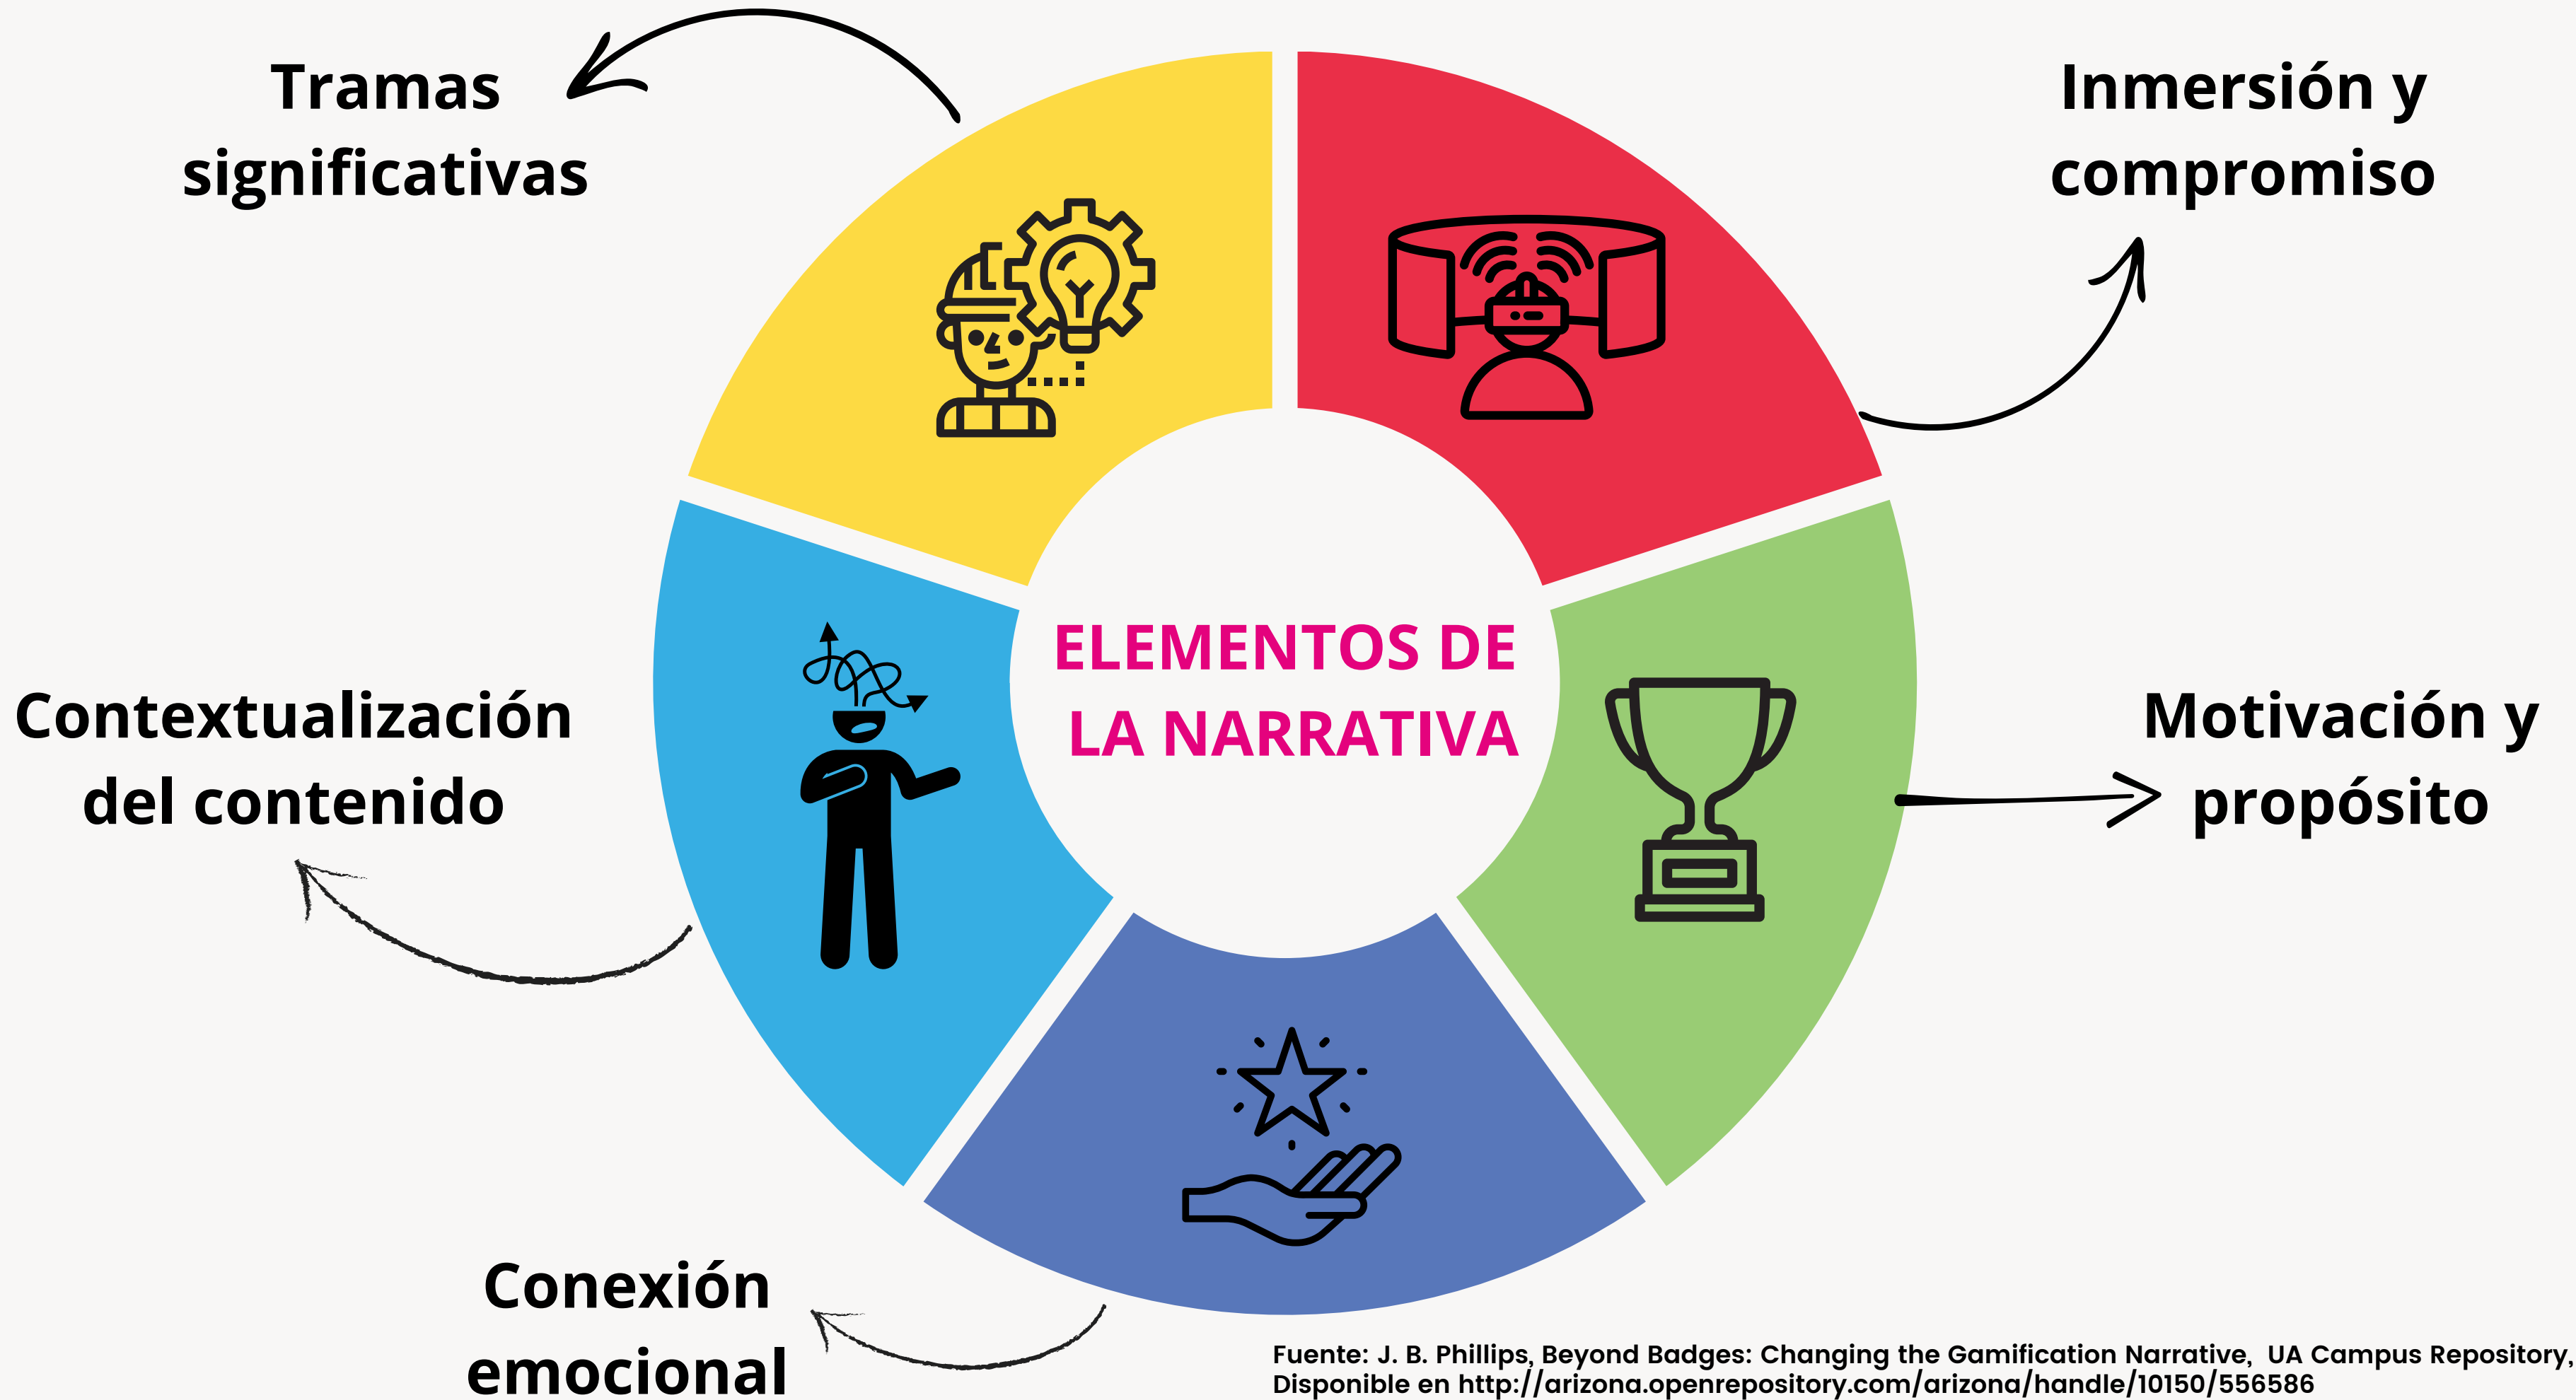 Tramas
significativas
Inmersión y
compromiso
ELEMENTOS DE
LA NARRATIVA
Contextualización
del contenido
Motivación y
propósito
Conexión
emocional
Fuente: J. B. Phillips, Beyond Badges: Changing the Gamification Narrative, UA Campus Repository,
Disponible en http://arizona.openrepository.com/arizona/handle/10150/556586